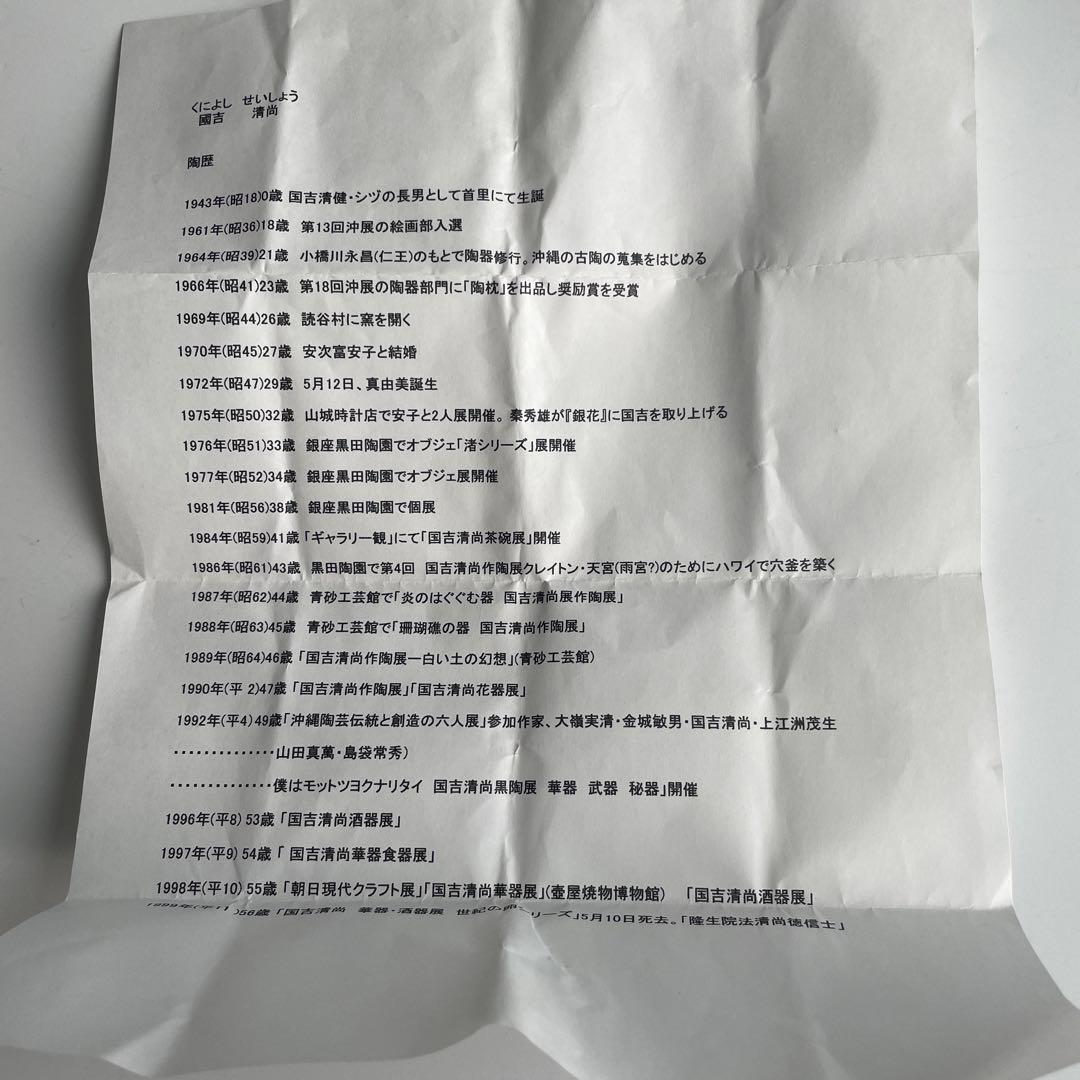 くによし せいしよう
國吉 清尚
陶歴
1943年(昭18)0歳 国吉清健・シヅの長男として首里にて生誕
1961年(昭36)18歳 第13回沖展の絵画部入選
1964年(昭39)21歳 小橋川永昌(仁王)のもとで陶器修行。沖縄の古陶の蒐集をはじめる
1966年(昭41)23歳 第18回沖展の陶器部門に「陶枕」を出品し奨励賞を受賞
1969年(昭44)26歳 読谷村に窯を開く
1970年(昭45)27歳 安次富安子と結婚
1972年(昭47)29歳 5月12日、真由美誕生
1975年(昭50)32歳 山城時計店で安子と2人展開催。秦秀雄が『銀花』に国吉を取り上げる
1976年(昭51)33歳 銀座黒田陶園でオブジェ「渚シリーズ」展開催
1977年(昭52)34歳 銀座黒田陶園でオブジェ展開催
1981年(昭56)38歳 銀座黒田陶園で個展
1984年(昭59)41歳 「ギャラリー観」にて「国吉清尚茶碗展」開催
1986年(昭61)43歳 黒田陶園で第4回 国吉清尚作陶展クレイトン・天宮(雨宮?)のためにハワイで穴釜を築く
1987年(昭62)44歳 青砂工芸館で「炎のはぐぐむ器 国吉清尚展作陶展」
1988年(昭63)45歳 青砂工芸館で「珊瑚礁の器 国吉清尚作陶展」
1989年(昭64)46歳 「国吉清尚作陶展ー白い土の幻想」(青砂工芸館)
1990年(平 2)47歳 「国吉清尚作陶展」「国吉清尚花器展」
1992年(平4)49歳 「沖縄陶芸伝統と創造の六人展」参加作家、大嶺実清・金城敏男・国吉清尚・上江洲茂生
・・・・・・・・・・・・・・山田真萬・島袋常秀)
・・・・・・・・・・・・・・僕はモットツヨクナリタイ 国吉清尚黒陶展 華器 武器 秘器」開催
1996年(平8) 53歳 「国吉清尚酒器展」
1997年(平9) 54歳 「 国吉清尚華器食器展」
1998年(平10) 55歳 「朝日現代クラフト展」「国吉清尚華器展」(壺屋焼物博物館) 「国吉清尚酒器展」
1999年(平11 )56歳 「国吉清尚 華器・酒器展 世紀の卵シリーズ」5月10日死去。「隆生院法清尚徳信士」